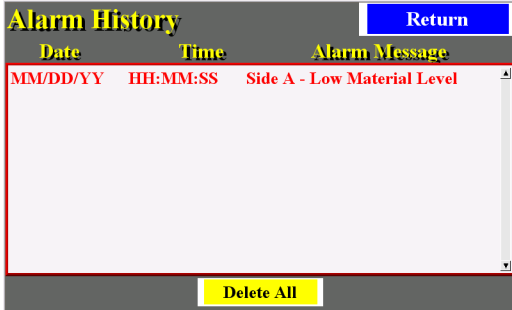 Alarm History
Return
Date Time Alarm Message
MM/DD/YY HH:MM:SS Side A - Low Material Level
Delete All